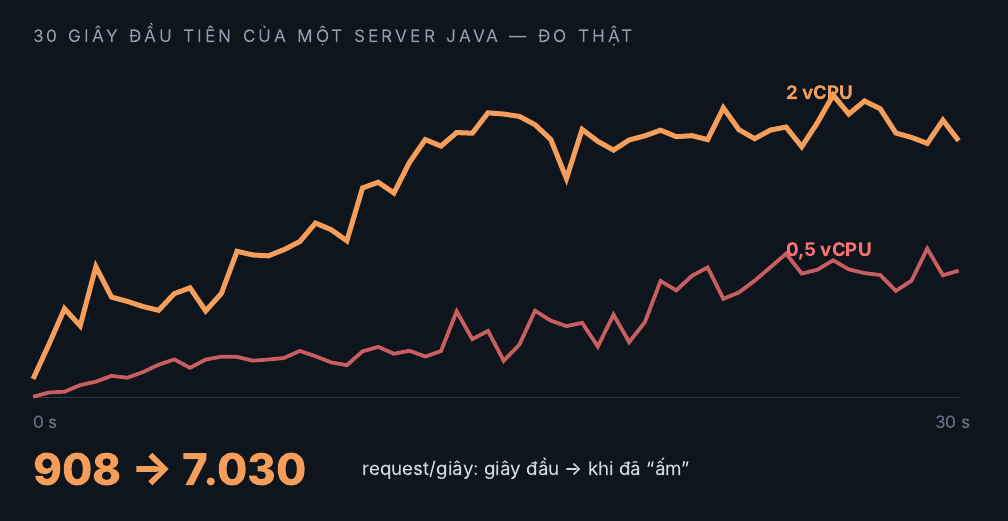 30 GIÂY ĐẦU TIÊN CỦA MỘT SERVER JAVA — ĐO THẬT
2 vCPU
0,5 vCPU
0 s
30 s
908 → 7.030
request/giây: giây đầu → khi đã “ấm”